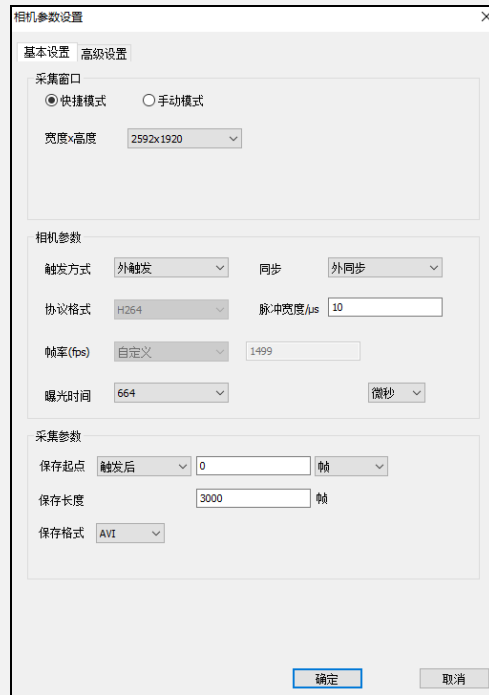 相机参数设置
基本设置 高级设置
采集窗口
快捷模式 手动模式
宽度x高度 2592x1920
相机参数
触发方式 外触发 同步 外同步
协议格式 H264 脉冲宽度/μs 10
帧率(fps) 自定义 1499
曝光时间 664 微秒
采集参数
保存起点 触发后 0 帧
保存长度 3000 帧
保存格式 AVI
确定 取消